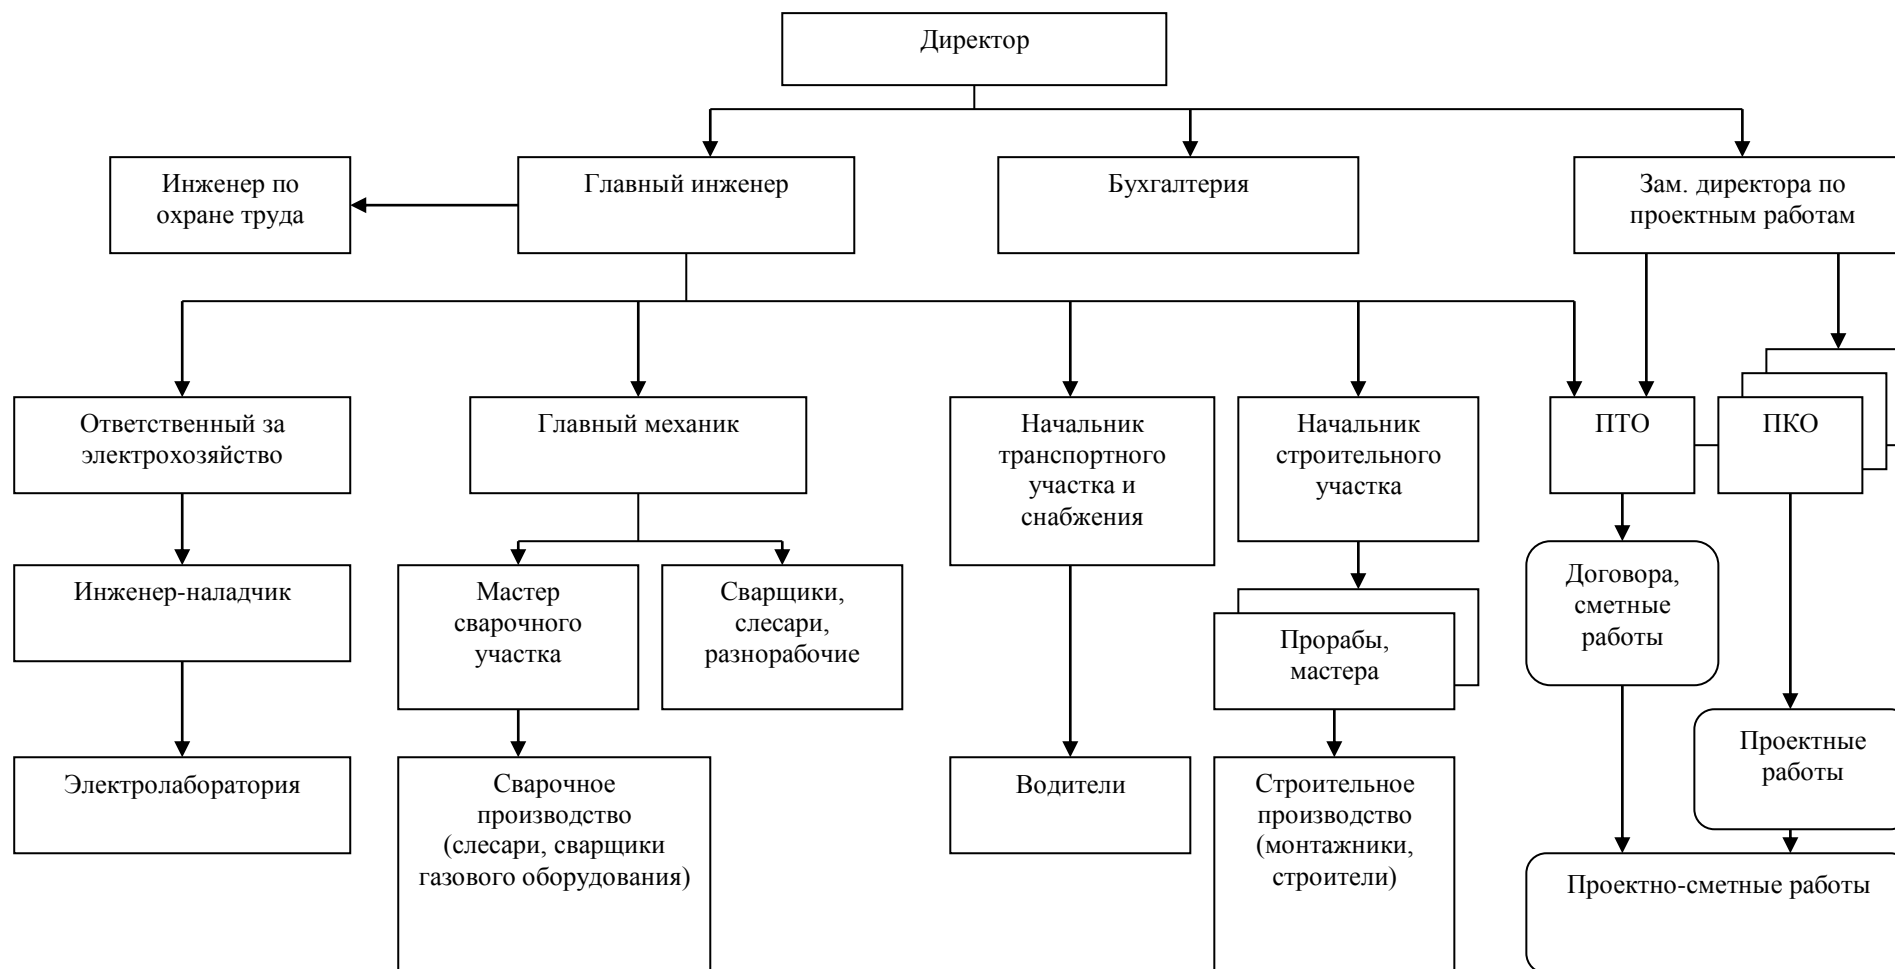 Директор
Инженер по
охране труда
Главный инженер
Бухгалтерия
Зам. директора по
проектным работам
Ответственный за
электрохозяйство
Главный механик
Начальник
транспортного
участка и
снабжения
Начальник
строительного
участка
ПТО
ПКО
Инженер-наладчик
Мастер
сварочного
участка
Сварщики,
слесари,
разнорабочие
Прорабы,
мастера
Договора,
сметные
работы
Проектные
работы
Электролаборатория
Сварочное
производство
(слесари, сварщики
газового оборудования)
Водители
Строительное
производство
(монтажники,
строители)
Проектно-сметные работы